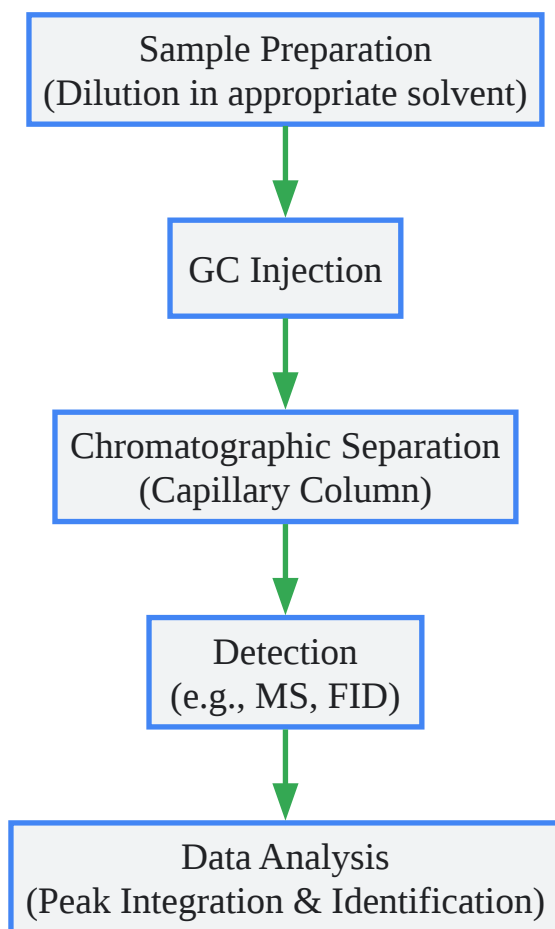 Sample Preparation
(Dilution in appropriate solvent)
GC Injection
Chromatographic Separation
(Capillary Column)
Detection
(e.g., MS, FID)
Data Analysis
(Peak Integration & Identification)